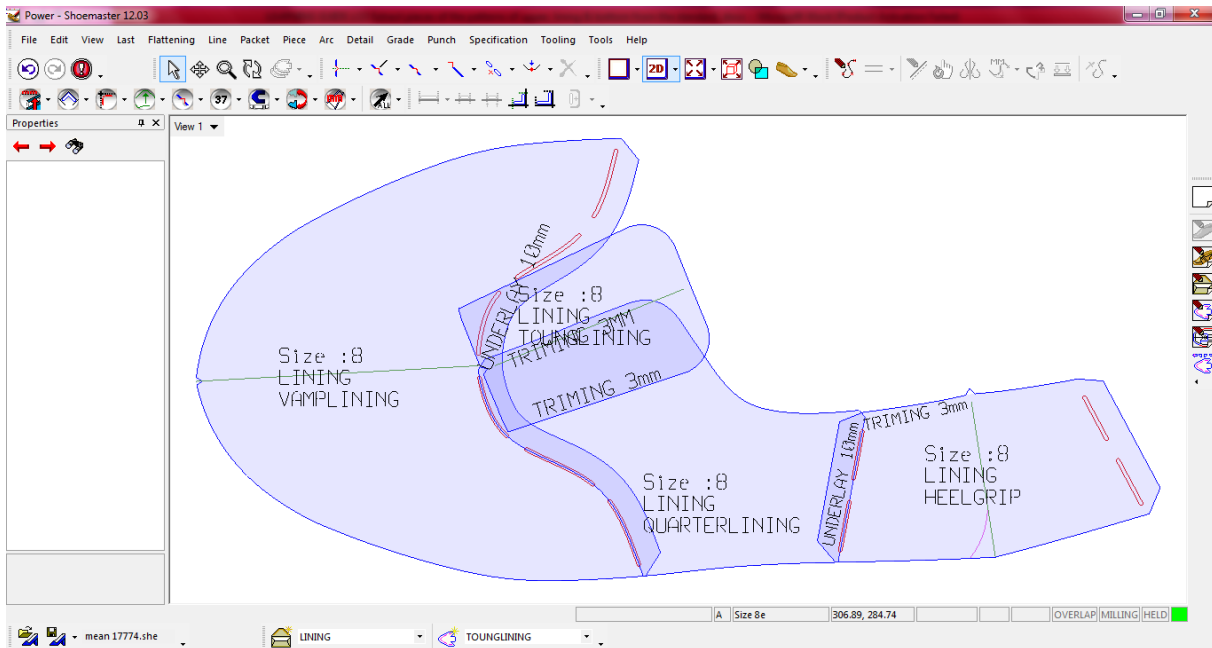 Power - Shoemaster 12.03
File Edit View Last Flattening Line Packet Piece Arc Detail Grade Punch Specification Tooling Tools Help
2D
37
ALL
Properties
View 1
UNDERLAY 10mm
Size :8
LINING
TOUNGLINING
TRIMING 3MM
TRIMING 3mm
Size :8
LINING
VAMPLINING
TRIMING 3mm
UNDERLAY 10mm
Size :8
LINING
HEELGRIP
Size :8
LINING
QUARTERLINING
A Size 8e 306.89, 284.74 OVERLAP MILLING HELD
mean 17774.she LINING TOUNGLINING